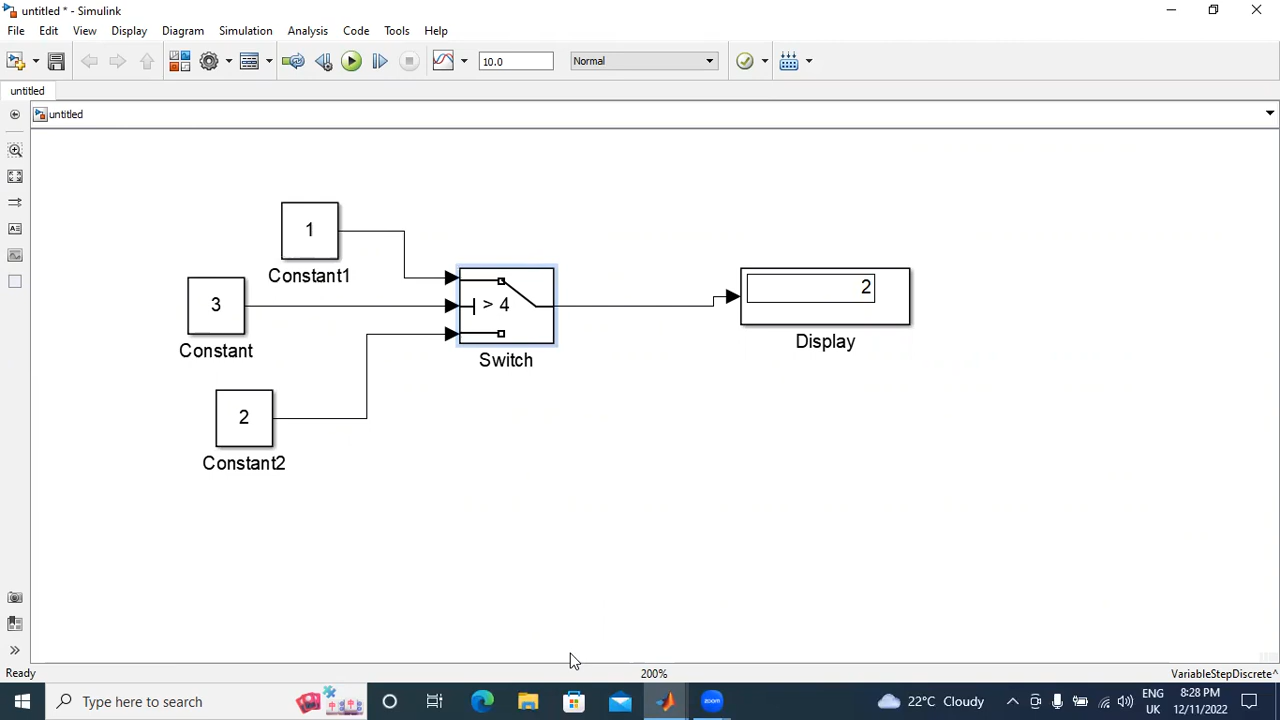 untitled * - Simulink
File Edit View Display Diagram Simulation Analysis Code Tools Help
10.0 Normal
untitled
untitled
1
Constant1
3
Constant
> 4
Switch
2
Display
2
Constant2
Ready 200% VariableStepDiscrete
Type here to search zoom 22°C Cloudy ENG UK 8:28 PM 12/11/2022